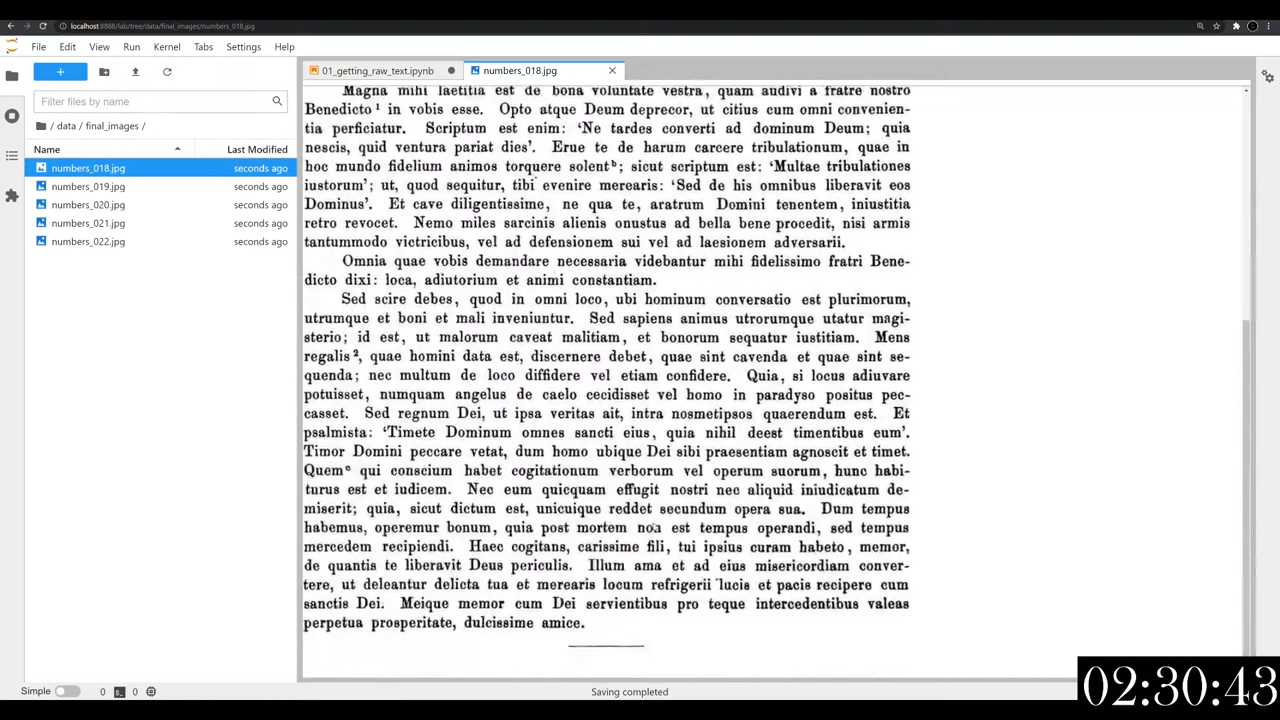 localhost:8888/lab/tree/data/final_images/numbers_018.jpg
File Edit View Run Kernel Tabs Settings Help
01_getting_raw_text.ipynb numbers_018.jpg
Filter files by name
/ data / final_images /
Name Last Modified
numbers_018.jpg seconds ago
numbers_019.jpg seconds ago
numbers_020.jpg seconds ago
numbers_021.jpg seconds ago
numbers_022.jpg seconds ago
Magna mihi laetitia est de bona voluntate vestra, quam audivi a fratre nostro
Benedicto¹ in vobis esse. Opto atque Deum deprecor, ut citius cum omni convenien-
tia perficiatur. Scriptum est enim: ‘Ne tardes converti ad dominum Deum; quia
nescis, quid ventura pariat dies’. Erue te de harum carcere tribulationum, quae in
hoc mundo fidelium animos torquere solentᵇ; sicut scriptum est: ‘Multae tribulationes
iustorum’; ut, quod sequitur, tibi evenire merearis: ‘Sed de his omnibus liberavit eos
Dominus’. Et cave diligentissime, ne qua te, aratrum Domini tenentem, iniustitia
retro revocet. Nemo miles sarcinis alienis onustus ad bella bene procedit, nisi armis
tantummodo victricibus, vel ad defensionem sui vel ad laesionem adversarii.
Omnia quae vobis demandare necessaria videbantur mihi fidelissimo fratri Bene-
dicto dixi: loca, adiutorium et animi constantiam.
Sed scire debes, quod in omni loco, ubi hominum conversatio est plurimorum,
utrumque et boni et mali inveniuntur. Sed sapiens animus utrorumque utatur magi-
sterio; id est, ut malorum caveat malitiam, et bonorum sequatur iustitiam. Mens
regalis², quae homini data est, discernere debet, quae sint cavenda et quae sint se-
quenda; nec multum de loco diffidere vel etiam confidere. Quia, si locus adiuvare
potuisset, numquam angelus de caelo cecidisset vel homo in paradyso positus pec-
casset. Sed regnum Dei, ut ipsa veritas ait, intra nosmetipsos quaerendum est. Et
psalmista: ‘Timete Dominum omnes sancti eius, quia nihil deest timentibus eum’.
Timor Domini peccare vetat, dum homo ubique Dei sibi praesentiam agnoscit et timet.
Quemᶜ qui conscium habet cogitationum verborum vel operum suorum, hunc habi-
turus est et iudicem. Nec eum quicquam effugit nostri nec aliquid iniudicatum de-
miserit; quia, sicut dictum est, unicuique reddet secundum opera sua. Dum tempus
habemus, operemur bonum, quia post mortem non est tempus operandi, sed tempus
mercedem recipiendi. Haec cogitans, carissime fili, tui ipsius curam habeto, memor,
de quantis te liberavit Deus periculis. Illum ama et ad eius misericordiam conver-
tere, ut deleantur delicta tua et merearis locum refrigerii lucis et pacis recipere cum
sanctis Dei. Meique memor cum Dei servientibus pro teque intercedentibus valeas
perpetua prosperitate, dulcissime amice.
Simple 0 0 Saving completed
02:30:43